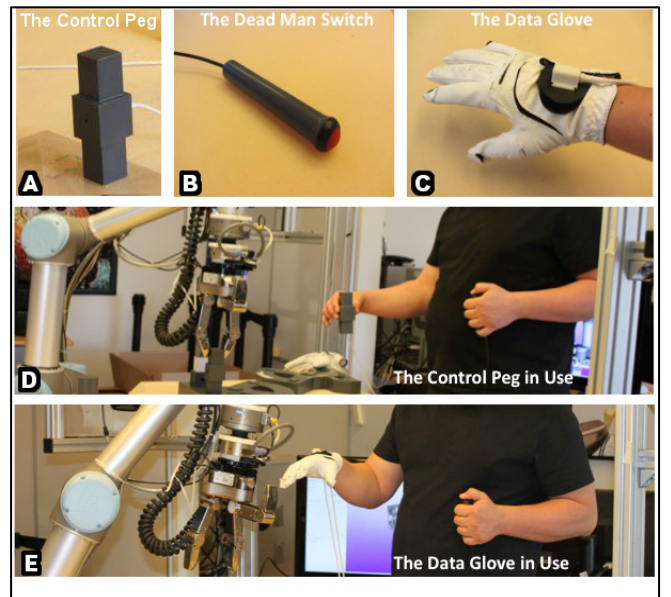 The Control Peg
The Dead Man Switch
The Data Glove
A
B
C
The Control Peg in Use
D
The Data Glove in Use
E